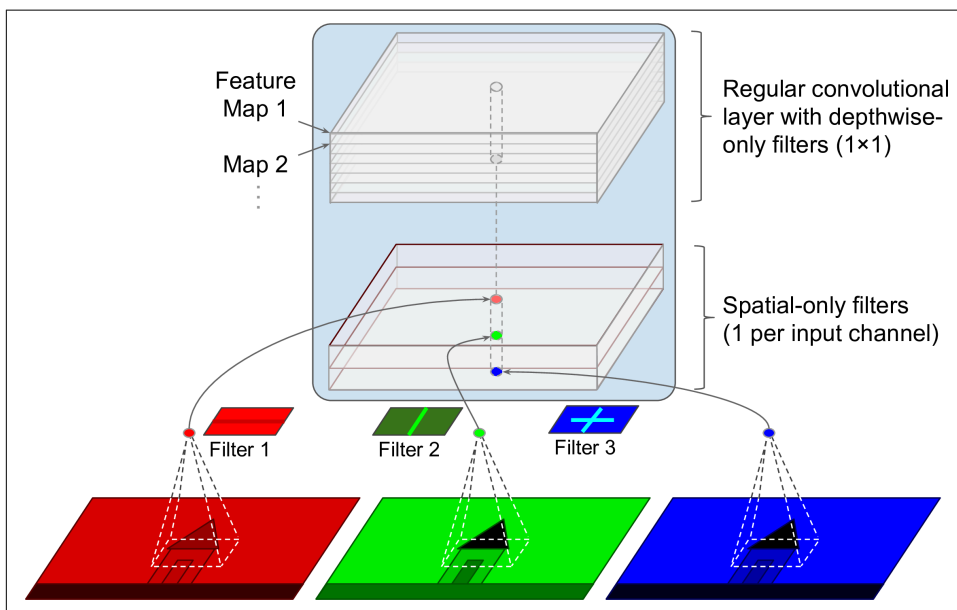 Feature
Map 1
Map 2
⋮
Regular convolutional
layer with depthwise-
only filters (1×1)
Spatial-only filters
(1 per input channel)
Filter 1
Filter 2
Filter 3